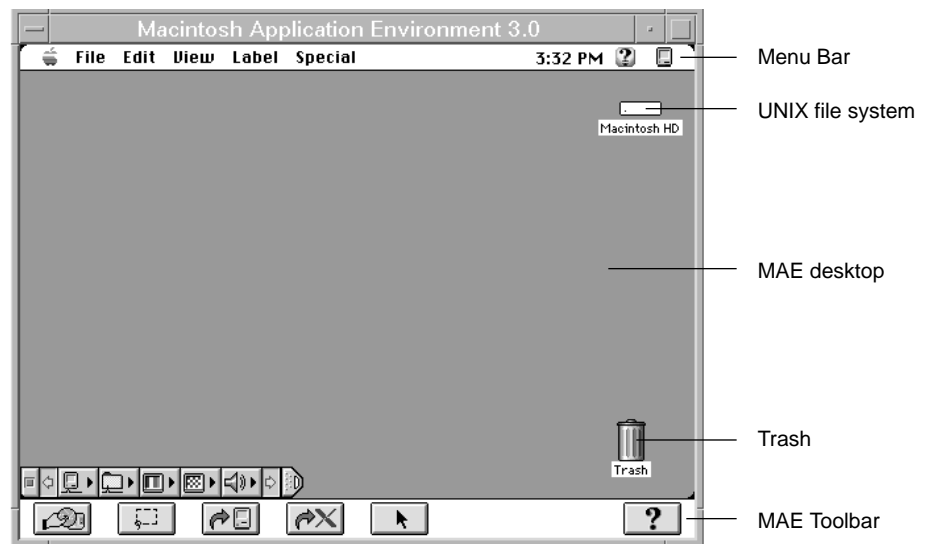 Macintosh Application Environment 3.0
File Edit View Label Special 3:32 PM
Menu Bar
UNIX file system
Macintosh HD
MAE desktop
Trash
Trash
?
MAE Toolbar